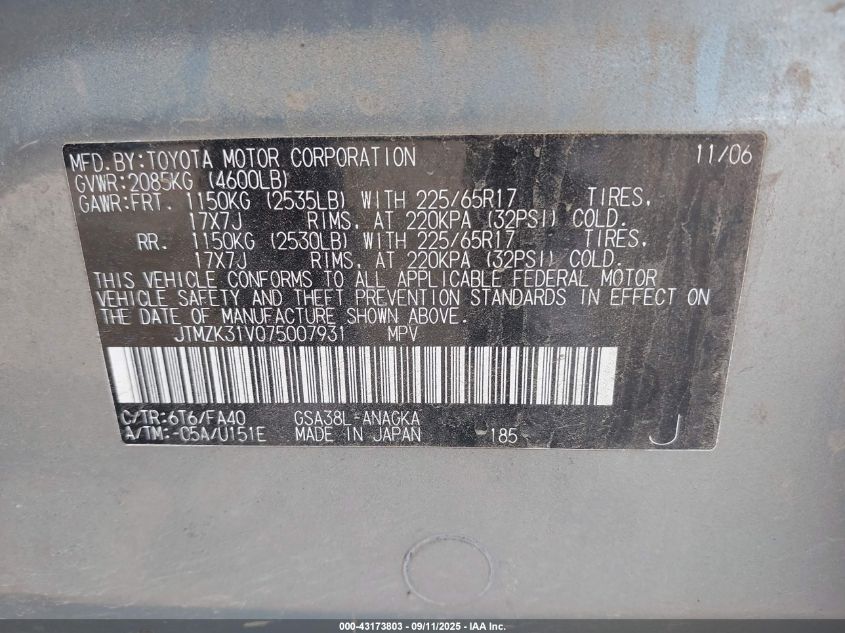 MFD.BY:TOYOTA MOTOR CORPORATION 11/06
GVWR:2085KG (4600LB)
GAWR:FRT. 1150KG (2535LB) WITH 225/65R17 TIRES,
17X7J RIMS, AT 220KPA (32PSI) COLD.
RR. 1150KG (2530LB) WITH 225/65R17 TIRES,
17X7J RIMS, AT 220KPA (32PSI) COLD.
THIS VEHICLE CONFORMS TO ALL APPLICABLE FEDERAL MOTOR
VEHICLE SAFETY AND THEFT PREVENTION STANDARDS IN EFFECT ON
THE DATE OF MANUFACTURE SHOWN ABOVE.
JTMZK31V075007931 MPV
C/TR:6T6/FA40 GSA38L-ANAGKA
A/TM:-05A/U151E MADE IN JAPAN 185 J
000-43173803 - 09/11/2025 - IAA Inc.